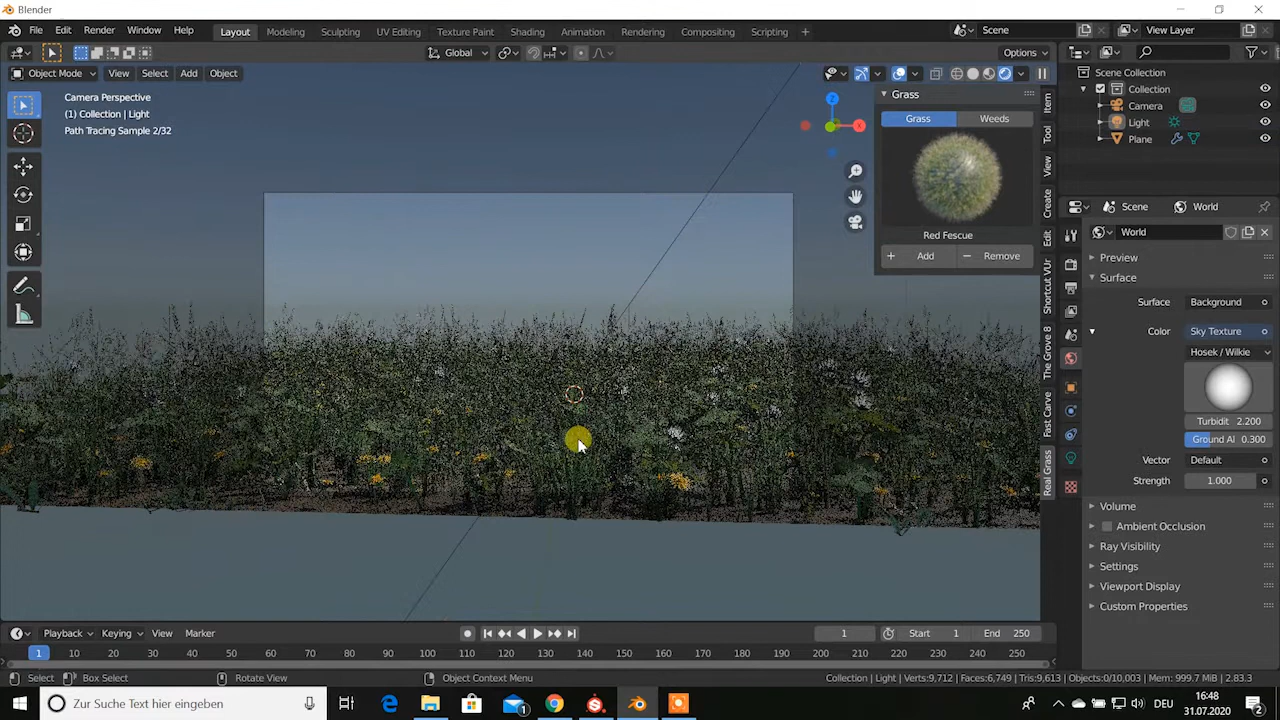 Blender
File Edit Render Window Help
Layout Modeling Sculpting UV Editing Texture Paint Shading Animation Rendering Compositing Scripting +
Scene
View Layer
Global
Options
Object Mode View Select Add Object
Camera Perspective
(1) Collection | Light
Path Tracing Sample 2/32
Grass
Grass Weeds
Red Fescue
+ Add − Remove
Item
Tool
View
Create
Edit
Shortcut VUr
The Grove 8
Fast Carve
Real Grass
Scene Collection
Collection
Camera
Light
Plane
Scene World
World
Preview
Surface
Surface Background
Color Sky Texture
Hosek / Wilkie
Turbidit 2.200
Ground Al 0.300
Vector Default
Strength 1.000
Volume
Ambient Occlusion
Ray Visibility
Settings
Viewport Display
Custom Properties
Playback Keying View Marker
1 Start 1 End 250
1 10 20 30 40 50 60 70 80 90 100 110 120 130 140 150 160 170 180 190 200 210 220 230 240 250
Select Box Select Rotate View Object Context Menu
Collection | Light | Verts:9,712 | Faces:6,749 | Tris:9,613 | Objects:0/10,003 | Mem: 999.7 MiB | 2.83.3
Zur Suche Text hier eingeben
1
DEU
16:48
31.07.2020
2